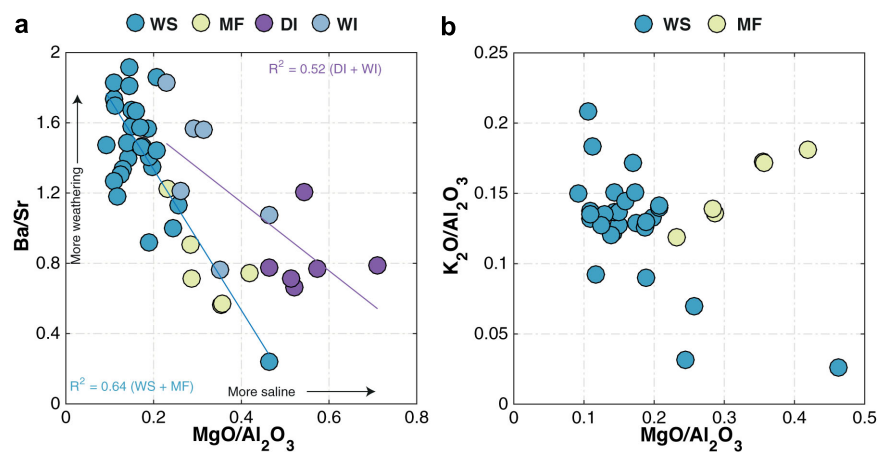 a
WS MF DI WI
2
1.6
1.2
0.8
0.4
0
Ba/Sr
More weathering
R² = 0.52 (DI + WI)
R² = 0.64 (WS + MF)
More saline
0 0.2 0.4 0.6 0.8
MgO/Al₂O₃
b
WS MF
0.25
0.2
0.15
0.1
0.05
0
K₂O/Al₂O₃
0 0.1 0.2 0.3 0.4 0.5
MgO/Al₂O₃